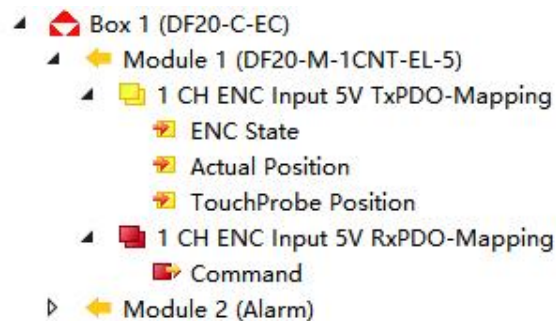 Box 1 (DF20-C-EC)
Module 1 (DF20-M-1CNT-EL-5)
1 CH ENC Input 5V TxPDO-Mapping
ENC State
Actual Position
TouchProbe Position
1 CH ENC Input 5V RxPDO-Mapping
Command
Module 2 (Alarm)